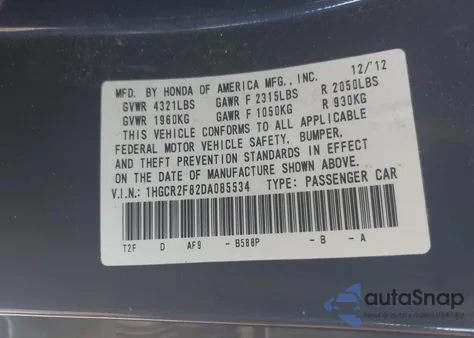 MFD. BY HONDA OF AMERICA MFG., INC. 12/12
GVWR 4321LBS GAWR F 2315LBS R 2050LBS
GVWR 1960KG GAWR F 1050KG R 930KG
THIS VEHICLE CONFORMS TO ALL APPLICABLE
FEDERAL MOTOR VEHICLE SAFETY, BUMPER,
AND THEFT PREVENTION STANDARDS IN EFFECT
ON THE DATE OF MANUFACTURE SHOWN ABOVE.
V.I.N.: 1HGCR2F82DA085534 TYPE: PASSENGER CAR
T2F D AF9 - B588P - B - A
autoSnap